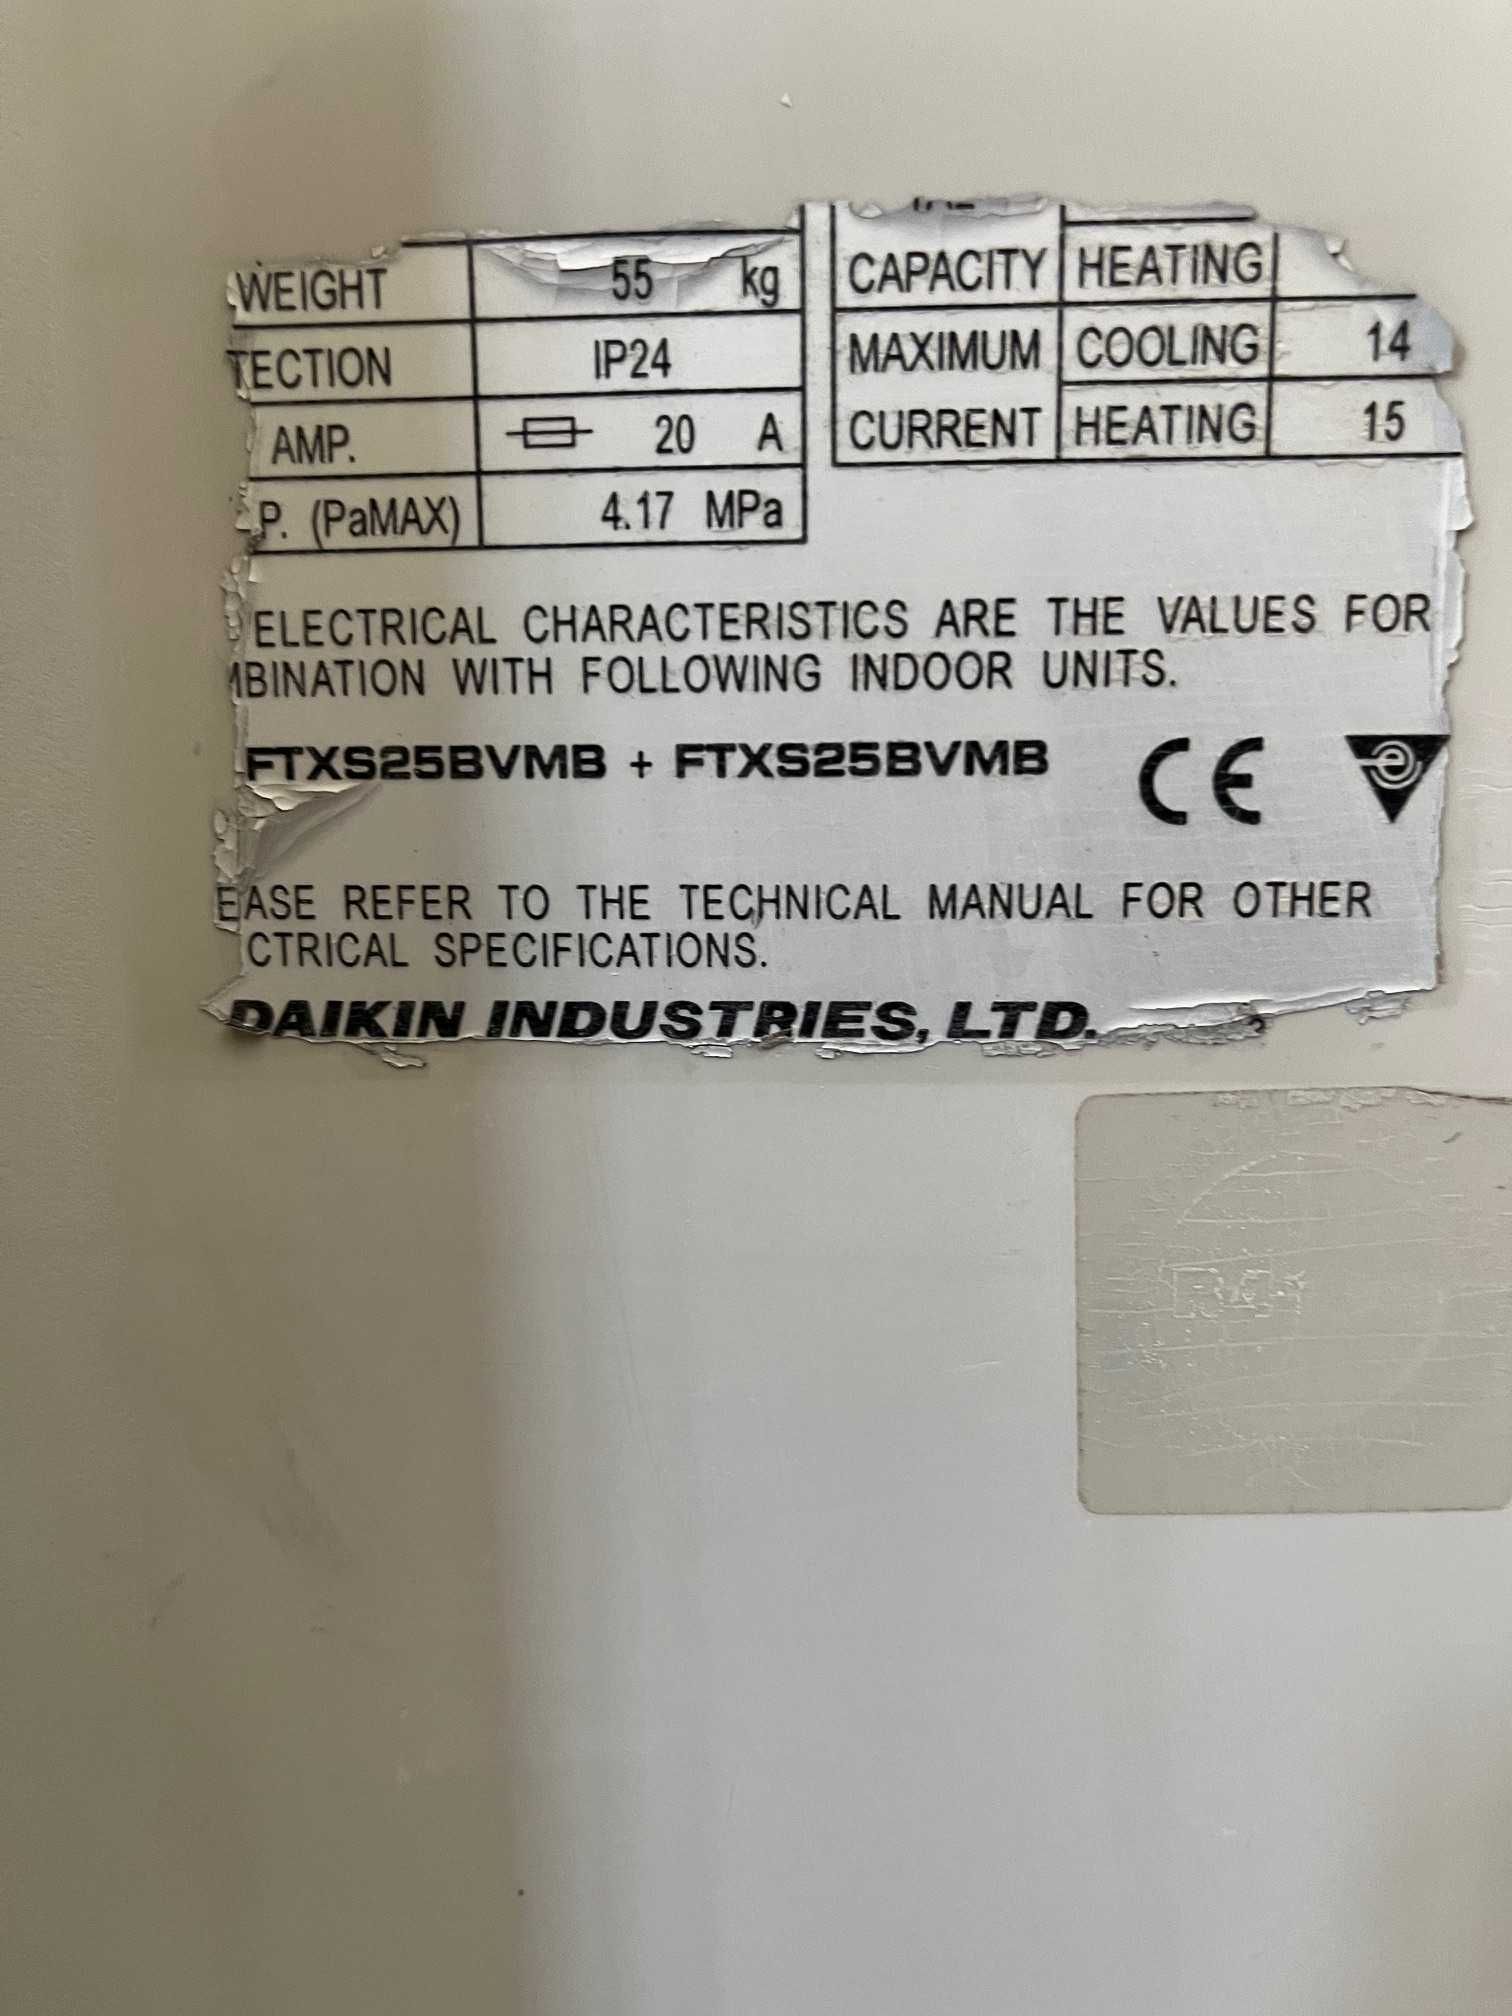 WEIGHT 55 kg
TECTION IP24
AMP. 20 A
P. (PaMAX) 4.17 MPa
CAPACITY HEATING
MAXIMUM COOLING 14
CURRENT HEATING 15
ELECTRICAL CHARACTERISTICS ARE THE VALUES FOR
MBINATION WITH FOLLOWING INDOOR UNITS.
FTXS25BVMB + FTXS25BVMB CE
EASE REFER TO THE TECHNICAL MANUAL FOR OTHER
CTRICAL SPECIFICATIONS.
DAIKIN INDUSTRIES, LTD.